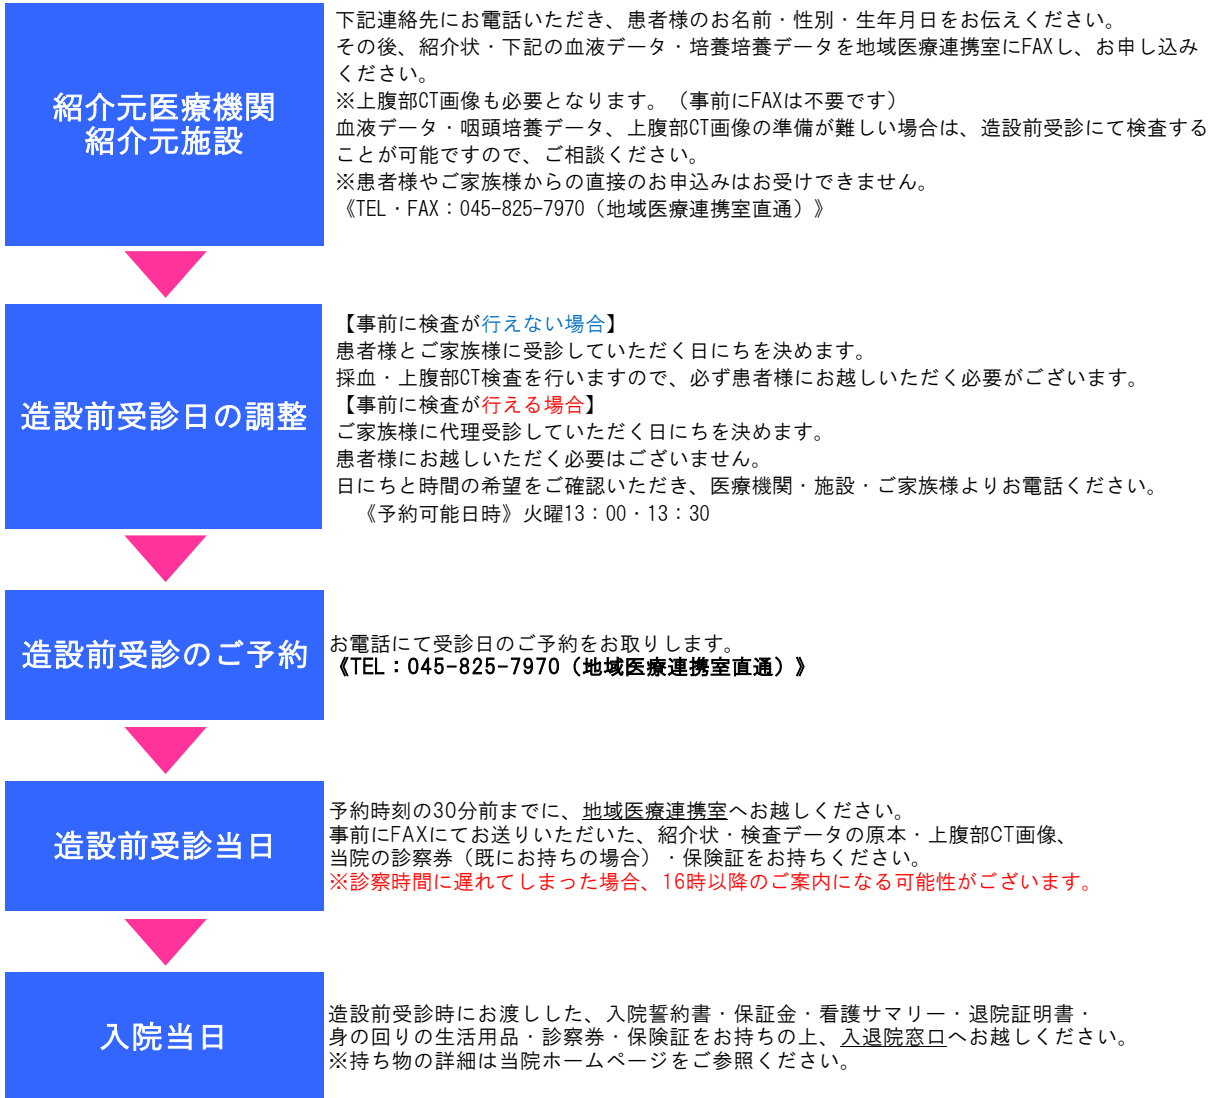 紹介元医療機関
紹介元施設
下記連絡先にお電話いただき、患者様のお名前・性別・生年月日をお伝えください。
その後、紹介状・下記の血液データ・培養培養データを地域医療連携室にFAXし、お申し込み
ください。
※上腹部CT画像も必要となります。（事前にFAXは不要です）
血液データ・咽頭培養データ、上腹部CT画像の準備が難しい場合は、造設前受診にて検査する
ことが可能ですので、ご相談ください。
※患者様やご家族様からの直接のお申込みはお受けできません。
《TEL・FAX：045-825-7970（地域医療連携室直通）》
造設前受診日の調整
【事前に検査が行えない場合】
患者様とご家族様に受診していただく日にちを決めます。
採血・上腹部CT検査を行いますので、必ず患者様にお越しいただく必要がございます。
【事前に検査が行える場合】
ご家族様に代理受診していただく日にちを決めます。
患者様にお越しいただく必要はございません。
日にちと時間の希望をご確認いただき、医療機関・施設・ご家族様よりお電話ください。
《予約可能日時》火曜13：00・13：30
造設前受診のご予約
お電話にて受診日のご予約をお取りします。
《TEL：045-825-7970（地域医療連携室直通）》
造設前受診当日
予約時刻の30分前までに、地域医療連携室へお越しください。
事前にFAXにてお送りいただいた、紹介状・検査データの原本・上腹部CT画像、
当院の診察券（既にお持ちの場合）・保険証をお持ちください。
※診察時間に遅れてしまった場合、16時以降のご案内になる可能性がございます。
入院当日
造設前受診時にお渡しした、入院誓約書・保証金・看護サマリー・退院証明書・
身の回りの生活用品・診察券・保険証をお持ちの上、入退院窓口へお越しください。
※持ち物の詳細は当院ホームページをご参照ください。